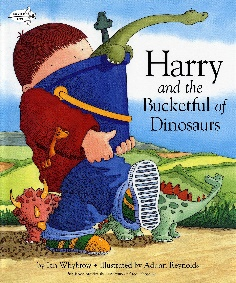 Harry
and the
Bucketful of
Dinosaurs
by Ian Whybrow • Illustrated by Adrian Reynolds